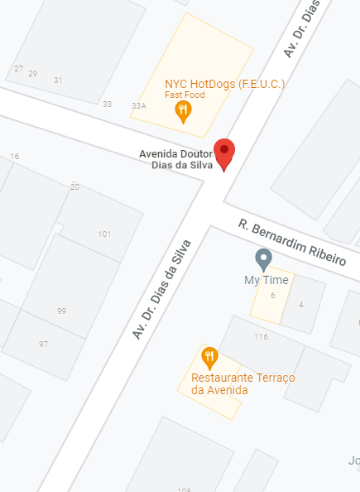 Av. Dr. Dias
27
29
31
NYC HotDogs (F.E.U.C.)
Fast Food
33
33A
Avenida Doutor
Dias da Silva
16
20
101
R. Bernardim Ribeiro
Av. Dr. Dias da Silva
My Time
6
4
99
97
116
Restaurante Terraço
da Avenida
Jo